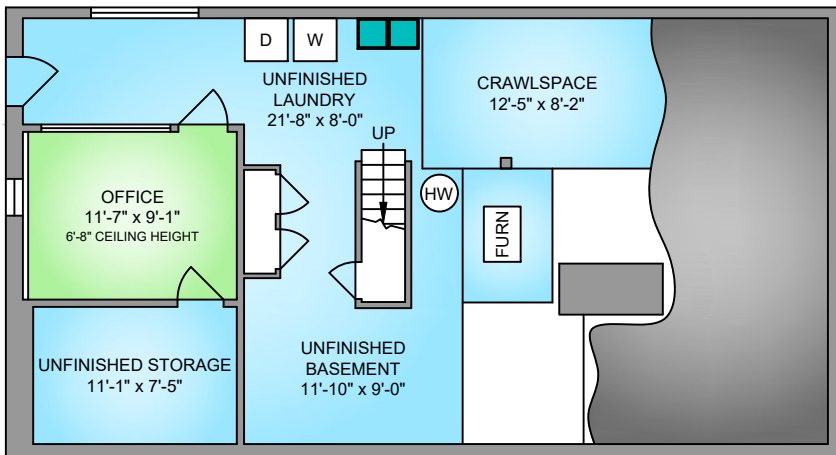 D
W
UNFINISHED
LAUNDRY
21'-8" x 8'-0"
CRAWLSPACE
12'-5" x 8'-2"
UP
OFFICE
11'-7" x 9'-1"
6'-8" CEILING HEIGHT
HW
FURN
UNFINISHED STORAGE
11'-1" x 7'-5"
UNFINISHED
BASEMENT
11'-10" x 9'-0"